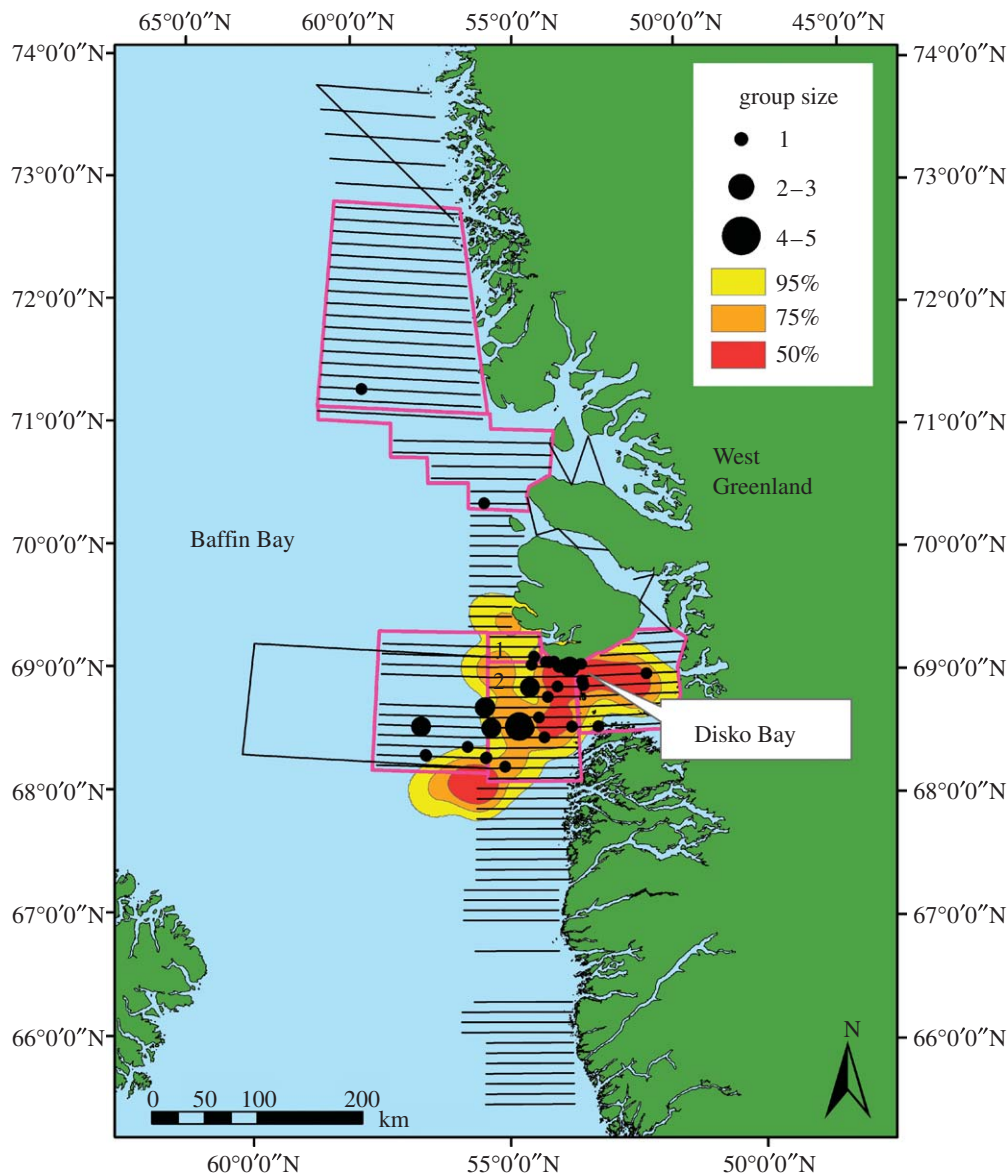 65°0′0″N 60°0′0″N 55°0′0″N 50°0′0″N 45°0′0″N
74°0′0″N 74°0′0″N
group size
1
2–3
73°0′0″N 73°0′0″N
4–5
95%
72°0′0″N 72°0′0″N
75%
50%
71°0′0″N 71°0′0″N
West
Greenland
Baffin Bay
70°0′0″N 70°0′0″N
1
69°0′0″N 69°0′0″N
2
Disko Bay
68°0′0″N 68°0′0″N
67°0′0″N 67°0′0″N
66°0′0″N 66°0′0″N
N
0 50 100 200
km
60°0′0″N 55°0′0″N 50°0′0″N